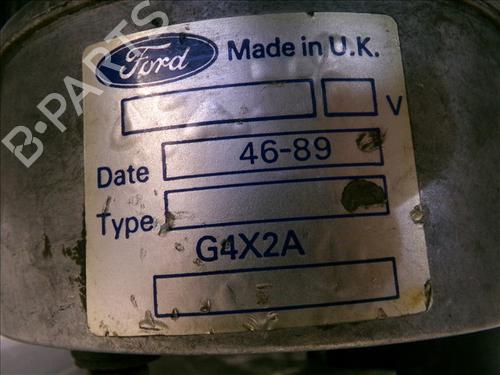 Ford Made in U.K.
V
Date 46-89
Type
G4X2A
B-PARTS